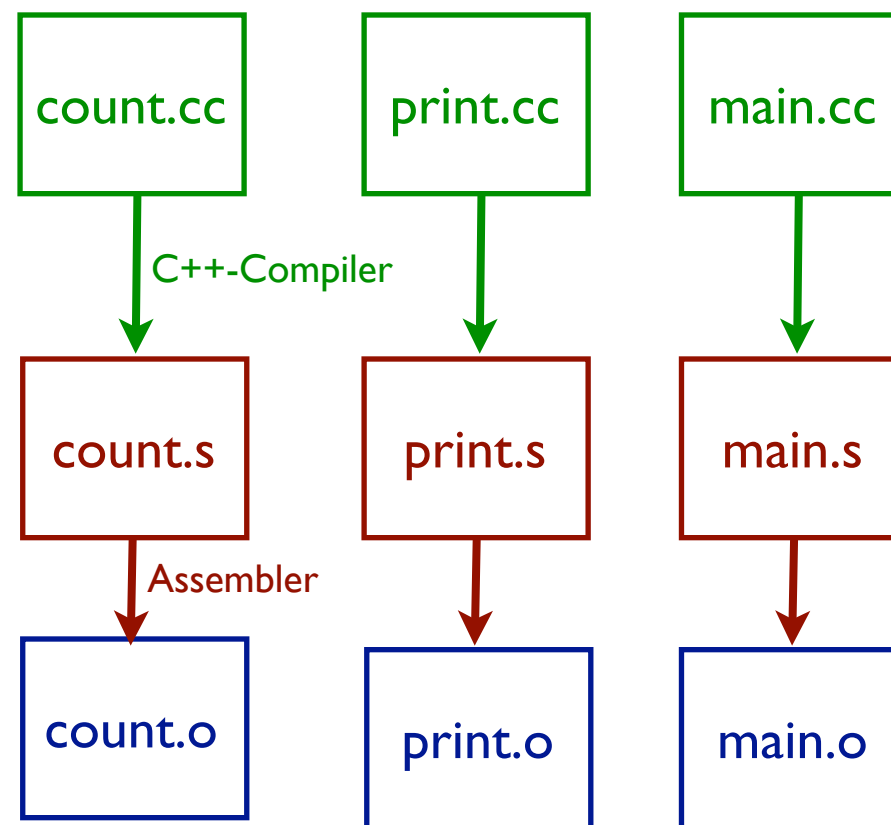 count.cc
print.cc
main.cc
C++-Compiler
count.s
print.s
main.s
Assembler
count.o
print.o
main.o